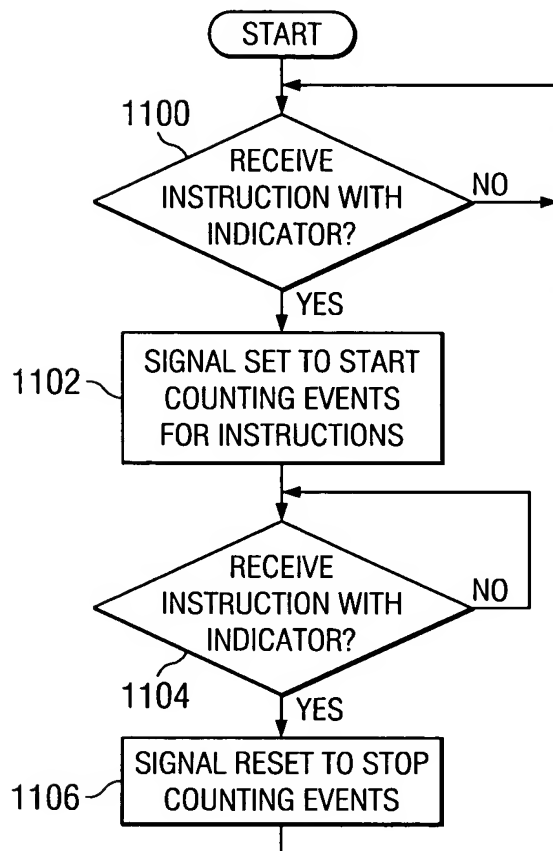 START
1100
RECEIVE
INSTRUCTION WITH
INDICATOR?
NO
YES
1102
SIGNAL SET TO START
COUNTING EVENTS
FOR INSTRUCTIONS
RECEIVE
INSTRUCTION WITH
INDICATOR?
NO
1104
YES
1106
SIGNAL RESET TO STOP
COUNTING EVENTS